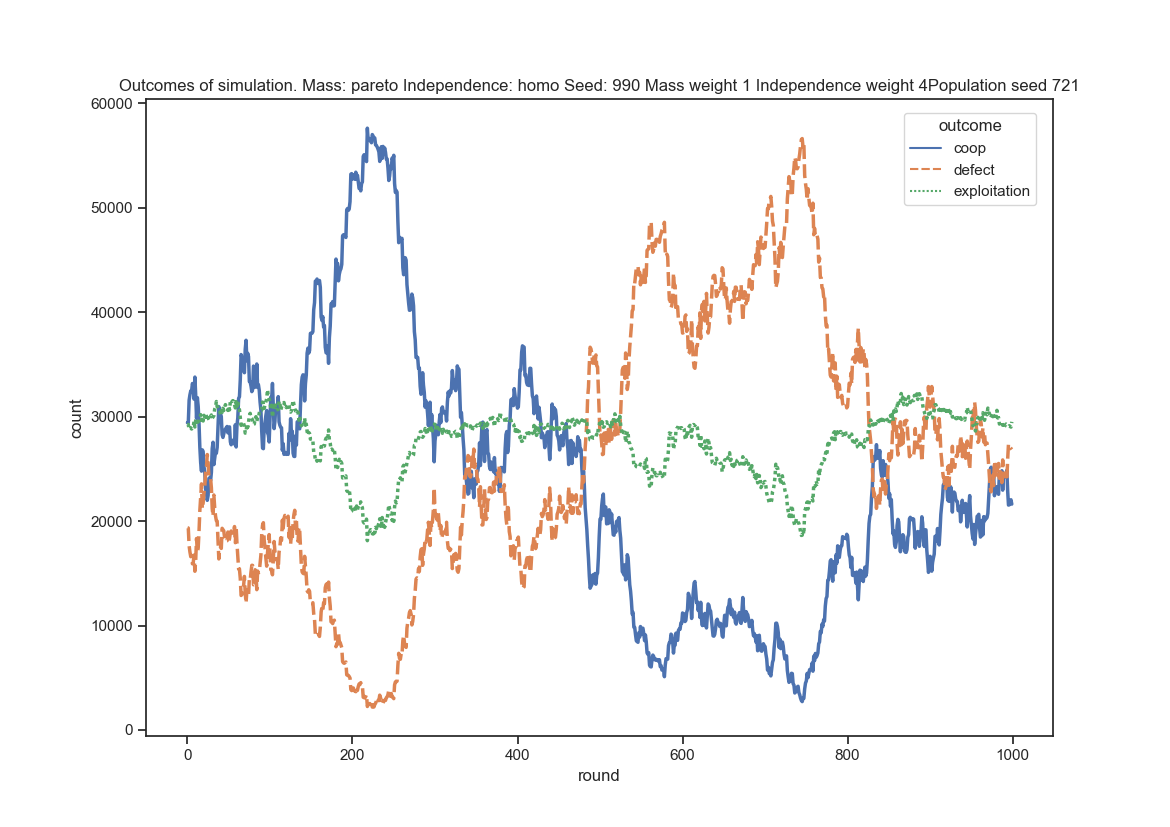 Outcomes of simulation. Mass: pareto Independence: homo Seed: 990 Mass weight 1 Independence weight 4Population seed 721
60000
50000
40000
30000
20000
10000
0
count
outcome
coop
defect
exploitation
0
200
400
600
800
1000
round